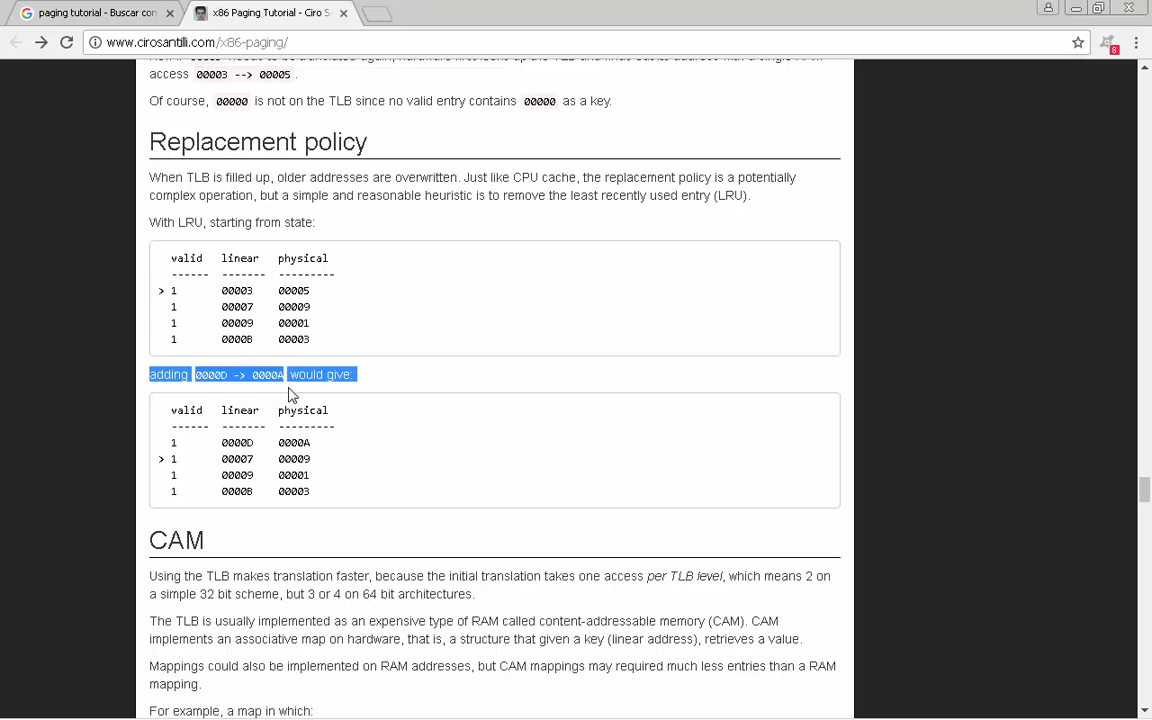 paging tutorial - Buscar con
x86 Paging Tutorial - Ciro S
www.cirosantilli.com/x86-paging/
8
access 00003 --> 00005 .
Of course, 00000 is not on the TLB since no valid entry contains 00000 as a key.
Replacement policy
When TLB is filled up, older addresses are overwritten. Just like CPU cache, the replacement policy is a potentially
complex operation, but a simple and reasonable heuristic is to remove the least recently used entry (LRU).
With LRU, starting from state:
valid linear physical
------ ------- ---------
> 1 00003 00005
1 00007 00009
1 00009 00001
1 0000B 00003
adding 0000D -> 0000A would give:
valid linear physical
------ ------- ---------
1 0000D 0000A
> 1 00007 00009
1 00009 00001
1 0000B 00003
CAM
Using the TLB makes translation faster, because the initial translation takes one access per TLB level, which means 2 on
a simple 32 bit scheme, but 3 or 4 on 64 bit architectures.
The TLB is usually implemented as an expensive type of RAM called content-addressable memory (CAM). CAM
implements an associative map on hardware, that is, a structure that given a key (linear address), retrieves a value.
Mappings could also be implemented on RAM addresses, but CAM mappings may required much less entries than a RAM
mapping.
For example, a map in which: